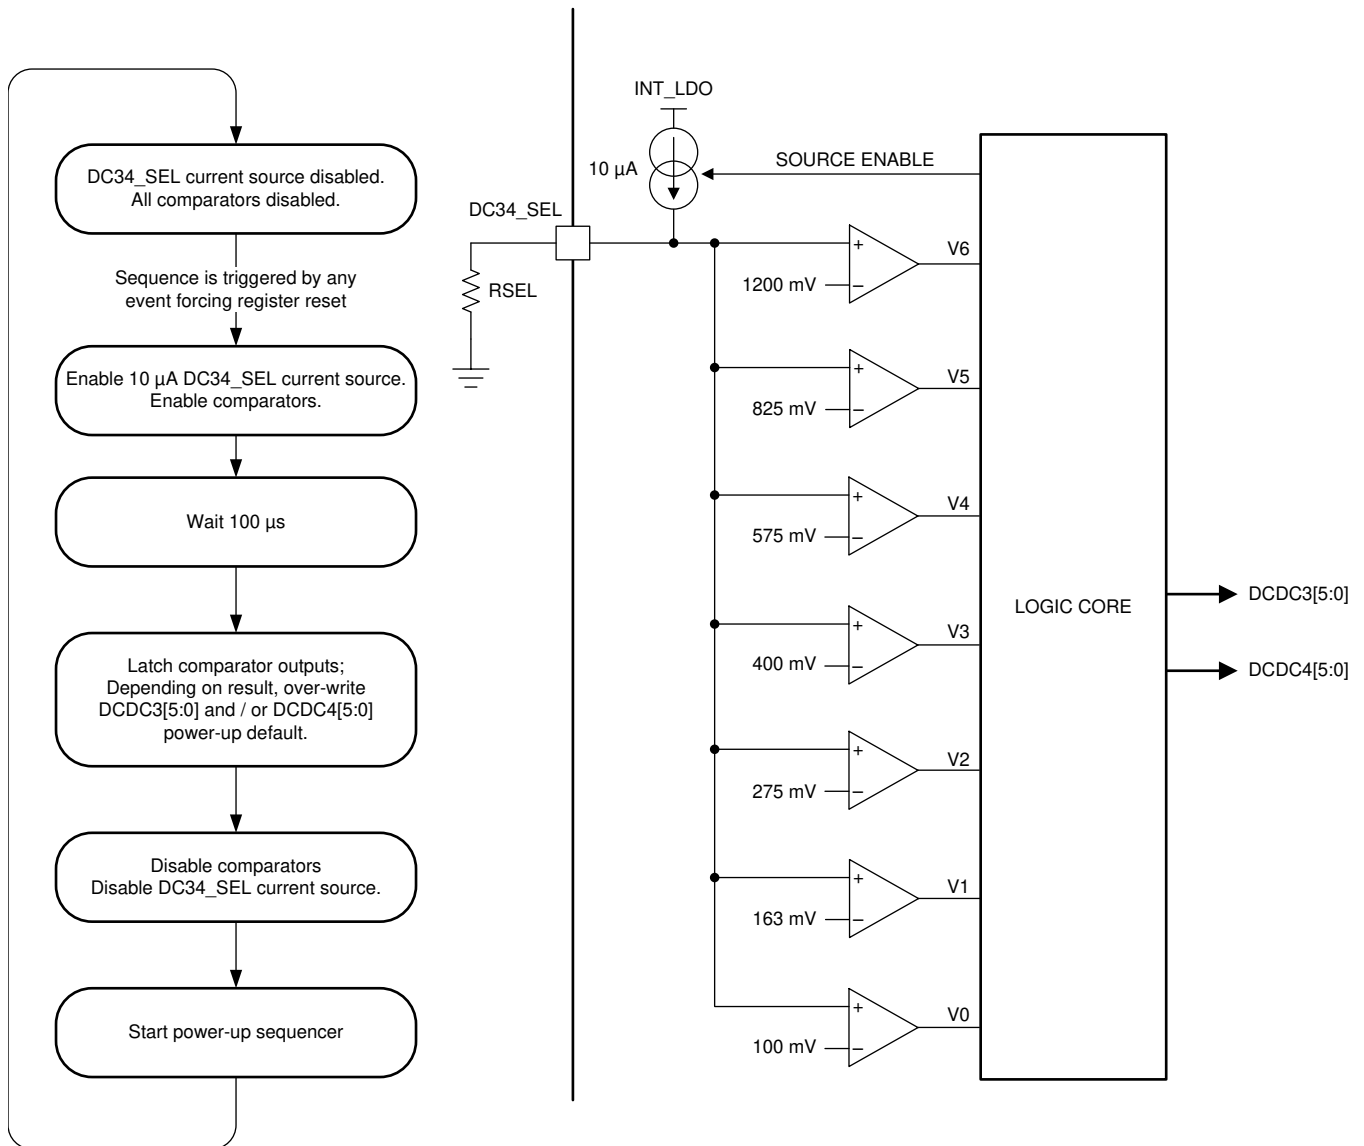 DC34_SEL current source disabled.
All comparators disabled.
Sequence is triggered by any
event forcing register reset
Enable 10 µA DC34_SEL current source.
Enable comparators.
Wait 100 µs
Latch comparator outputs;
Depending on result, over-write
DCDC3[5:0] and / or DCDC4[5:0]
power-up default.
Disable comparators
Disable DC34_SEL current source.
Start power-up sequencer
INT_LDO
10 µA
SOURCE ENABLE
DC34_SEL
RSEL
+
−
1200 mV
V6
+
−
825 mV
V5
+
−
575 mV
V4
+
−
400 mV
V3
+
−
275 mV
V2
+
−
163 mV
V1
+
−
100 mV
V0
LOGIC CORE
DCDC3[5:0]
DCDC4[5:0]